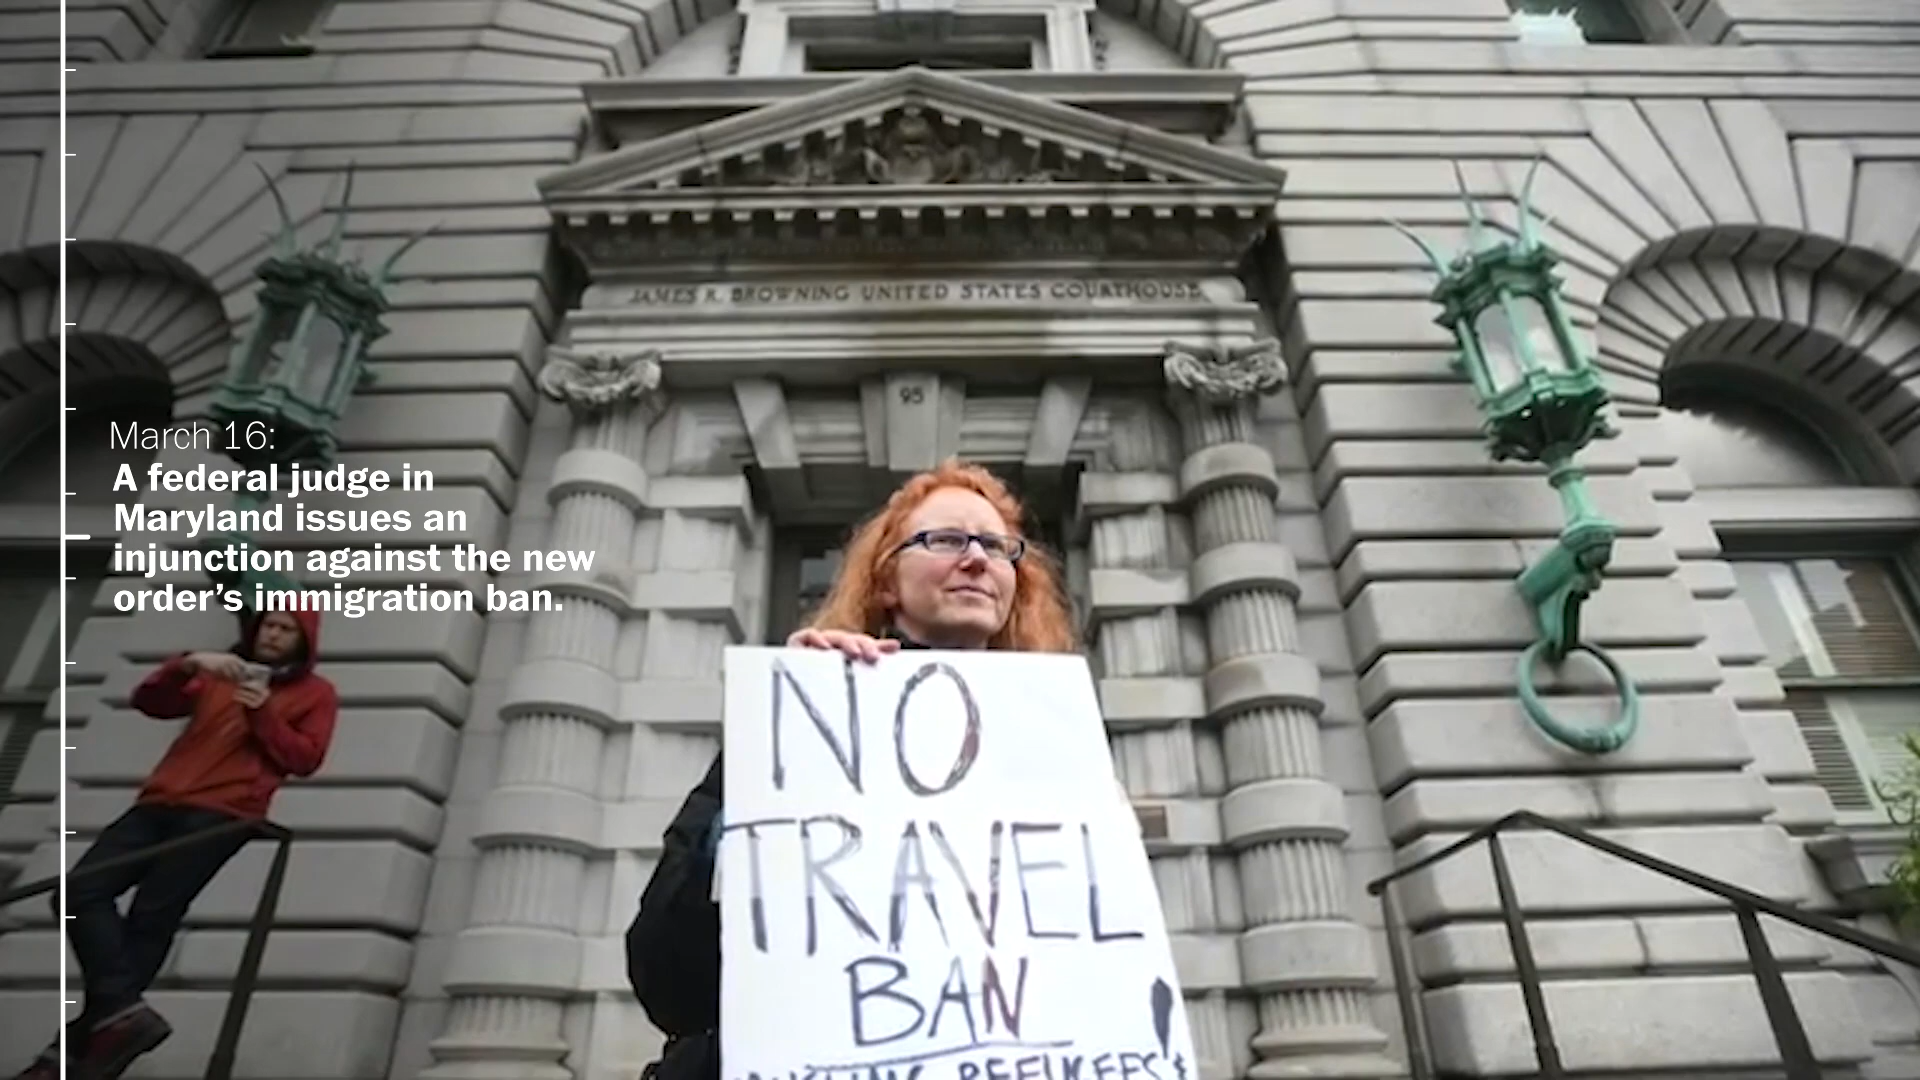 JAMES R. BROWNING UNITED STATES COURTHOUSE
95
March 16:
A federal judge in
Maryland issues an
injunction against the new
order’s immigration ban.
NO
TRAVEL
BAN!
REFUGEES &